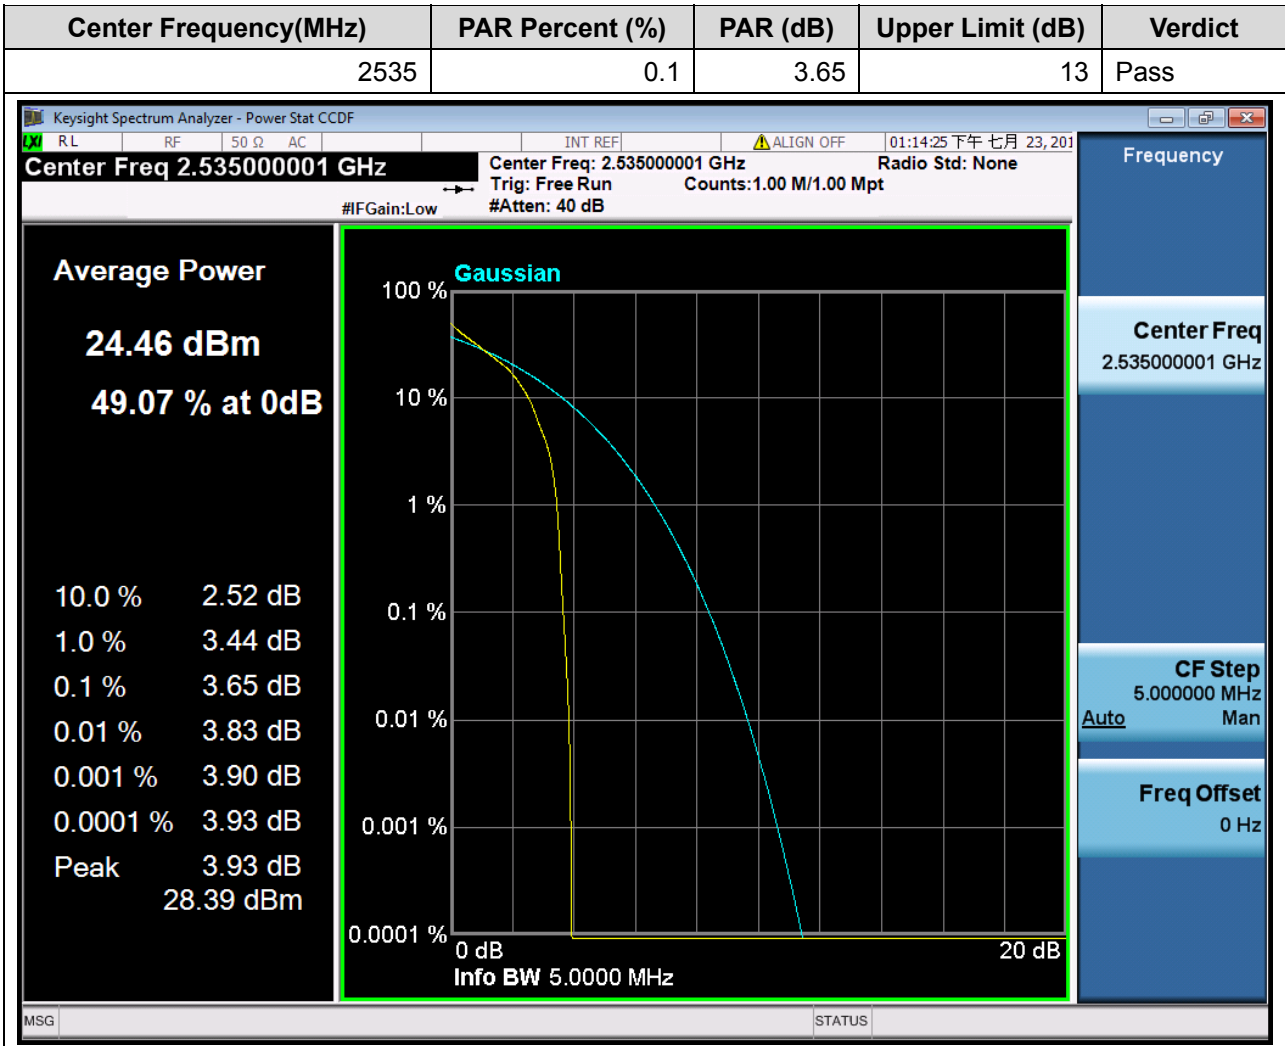 Center Frequency(MHz) PAR Percent (%) PAR (dB) Upper Limit (dB) Verdict
2535 0.1 3.65 13 Pass
Keysight Spectrum Analyzer - Power Stat CCDF
LXI RL RF 50 Ω AC INT REF ALIGN OFF 01:14:25 下午 七月 23, 201
Center Freq 2.535000001 GHz
#IFGain:Low
Center Freq: 2.535000001 GHz
Trig: Free Run
#Atten: 40 dB
Counts:1.00 M/1.00 Mpt
Radio Std: None
Frequency
Average Power
24.46 dBm
49.07 % at 0dB
10.0 % 2.52 dB
1.0 % 3.44 dB
0.1 % 3.65 dB
0.01 % 3.83 dB
0.001 % 3.90 dB
0.0001 % 3.93 dB
Peak 3.93 dB
28.39 dBm
Gaussian
100 %
10 %
1 %
0.1 %
0.01 %
0.001 %
0.0001 %
0 dB 20 dB
Info BW 5.0000 MHz
Center Freq
2.535000001 GHz
CF Step
5.000000 MHz
Auto Man
Freq Offset
0 Hz
MSG STATUS